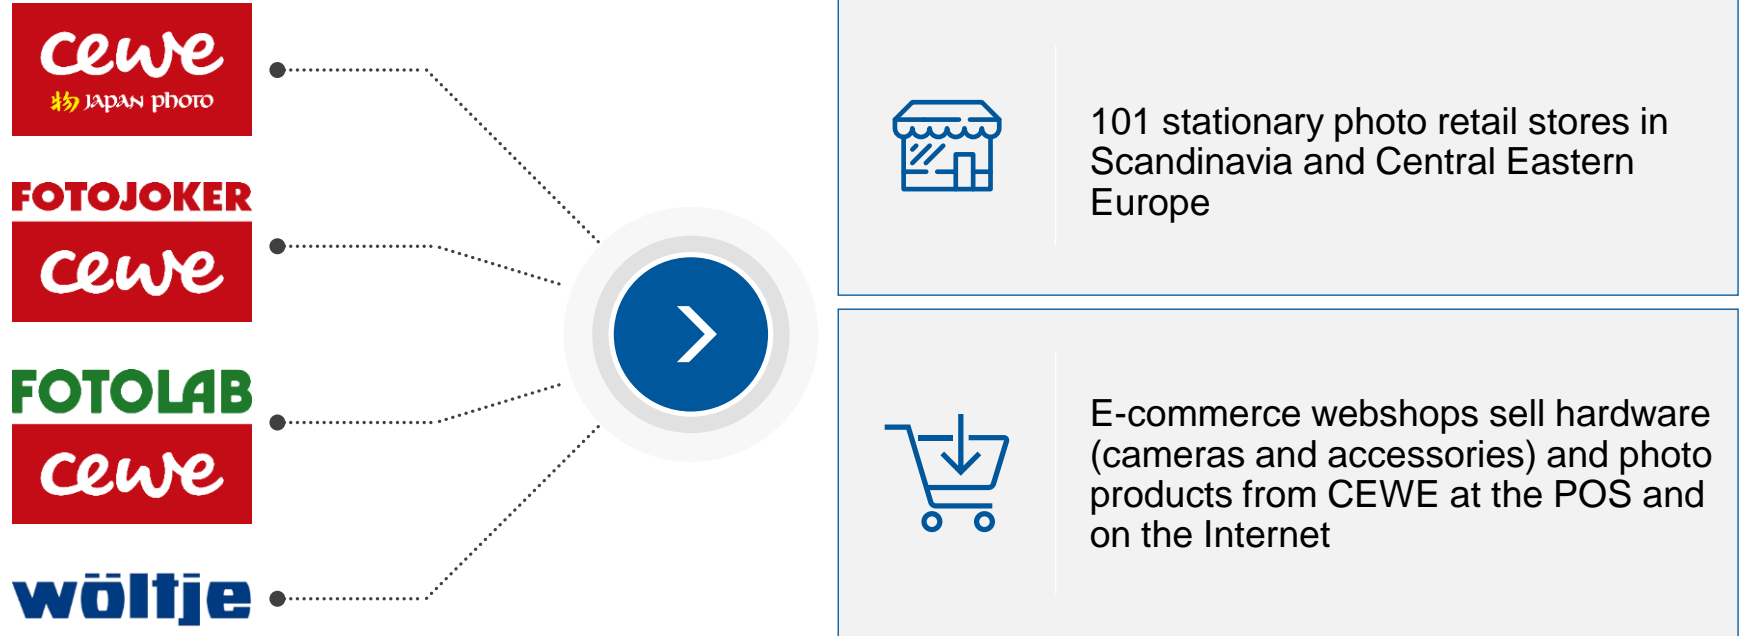 cewe
物 JAPAN PHOTO
FOTOJOKER
cewe
FOTOLAB
cewe
wöltje
101 stationary photo retail stores in
Scandinavia and Central Eastern
Europe
E-commerce webshops sell hardware
(cameras and accessories) and photo
products from CEWE at the POS and
on the Internet